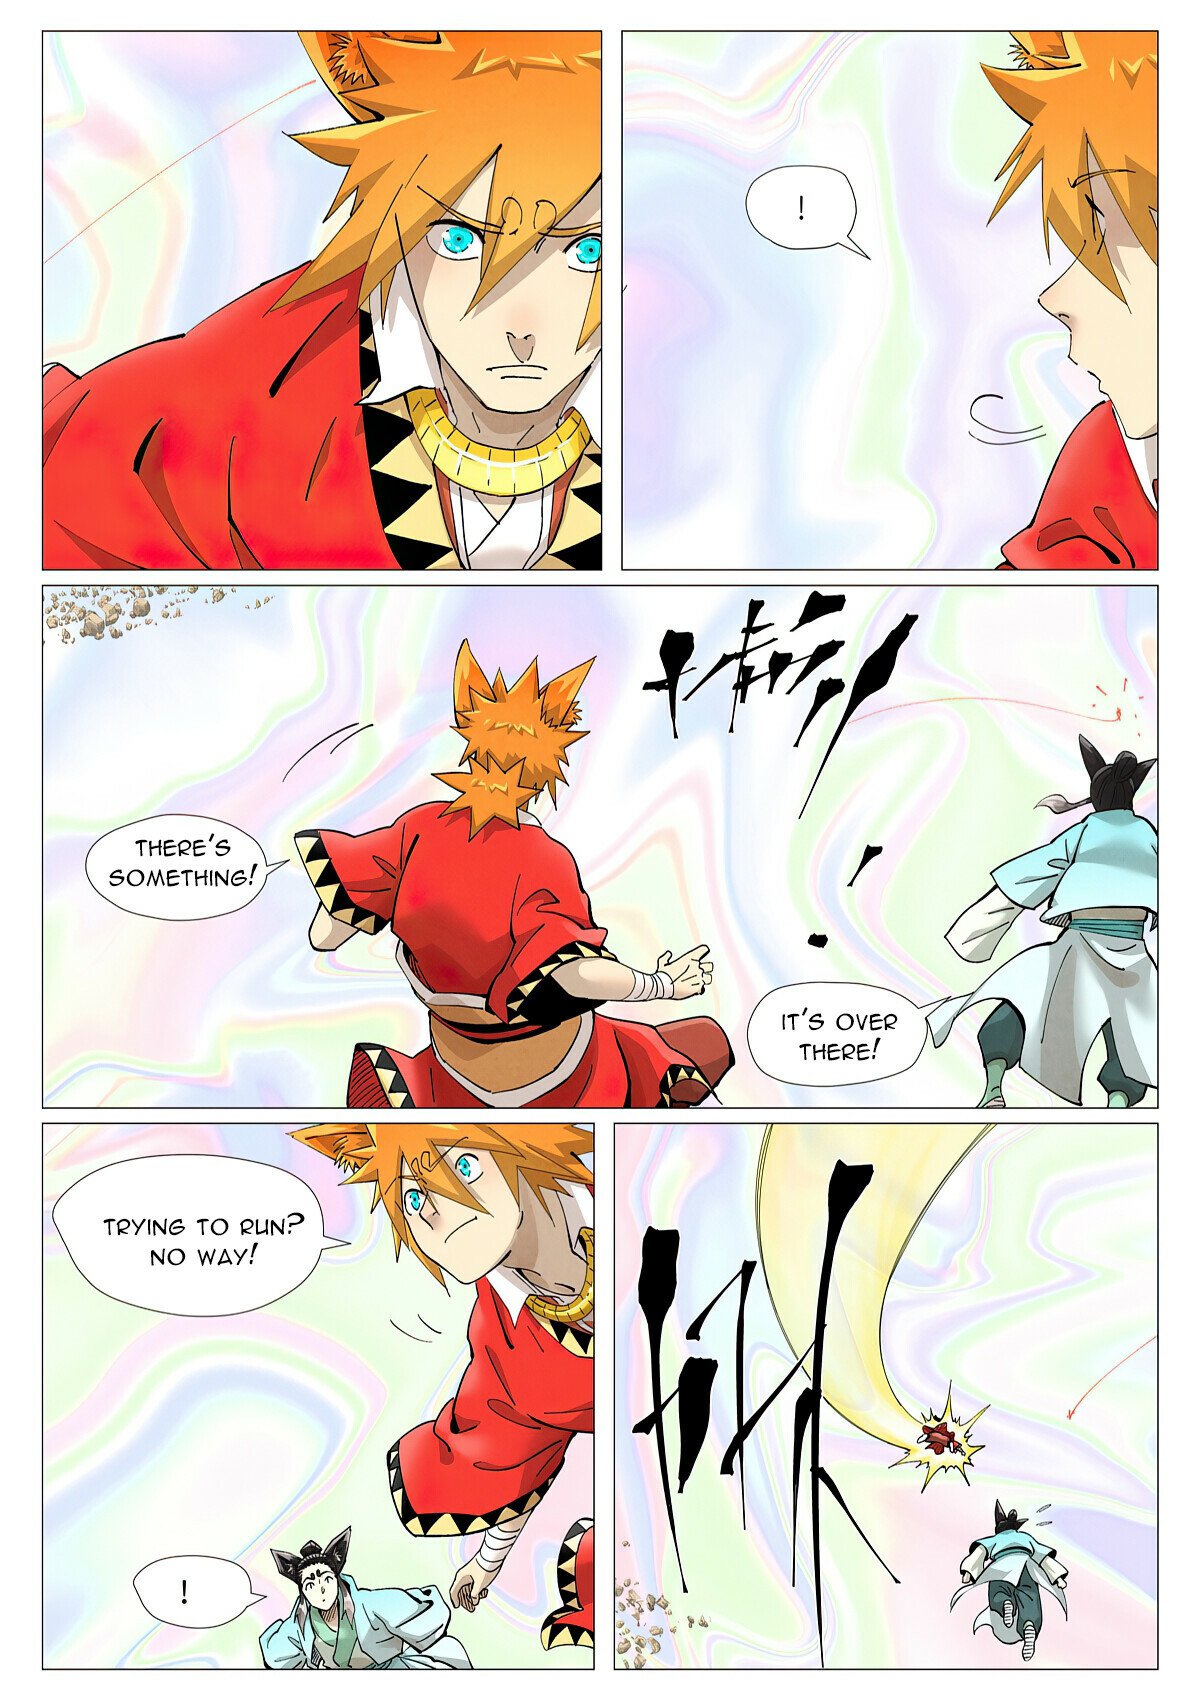 !
THERE'S
SOMETHING!
IT'S OVER
THERE!
TRYING TO RUN?
NO WAY!
!